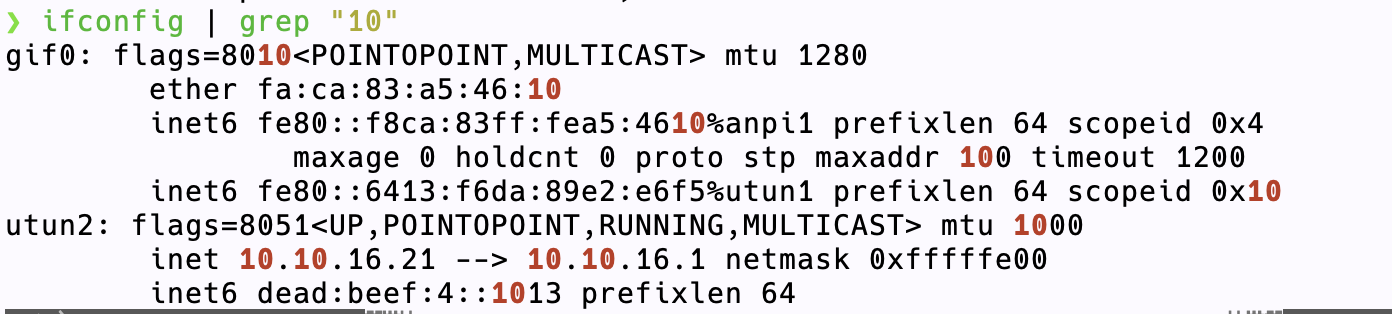 ❯ ifconfig | grep "10"
gif0: flags=8010<POINTOPOINT,MULTICAST> mtu 1280
ether fa:ca:83:a5:46:10
inet6 fe80::f8ca:83ff:fea5:4610%anpi1 prefixlen 64 scopeid 0x4
maxage 0 holdcnt 0 proto stp maxaddr 100 timeout 1200
inet6 fe80::6413:f6da:89e2:e6f5%utun1 prefixlen 64 scopeid 0x10
utun2: flags=8051<UP,POINTOPOINT,RUNNING,MULTICAST> mtu 1000
inet 10.10.16.21 --> 10.10.16.1 netmask 0xfffffe00
inet6 dead:beef:4::1013 prefixlen 64